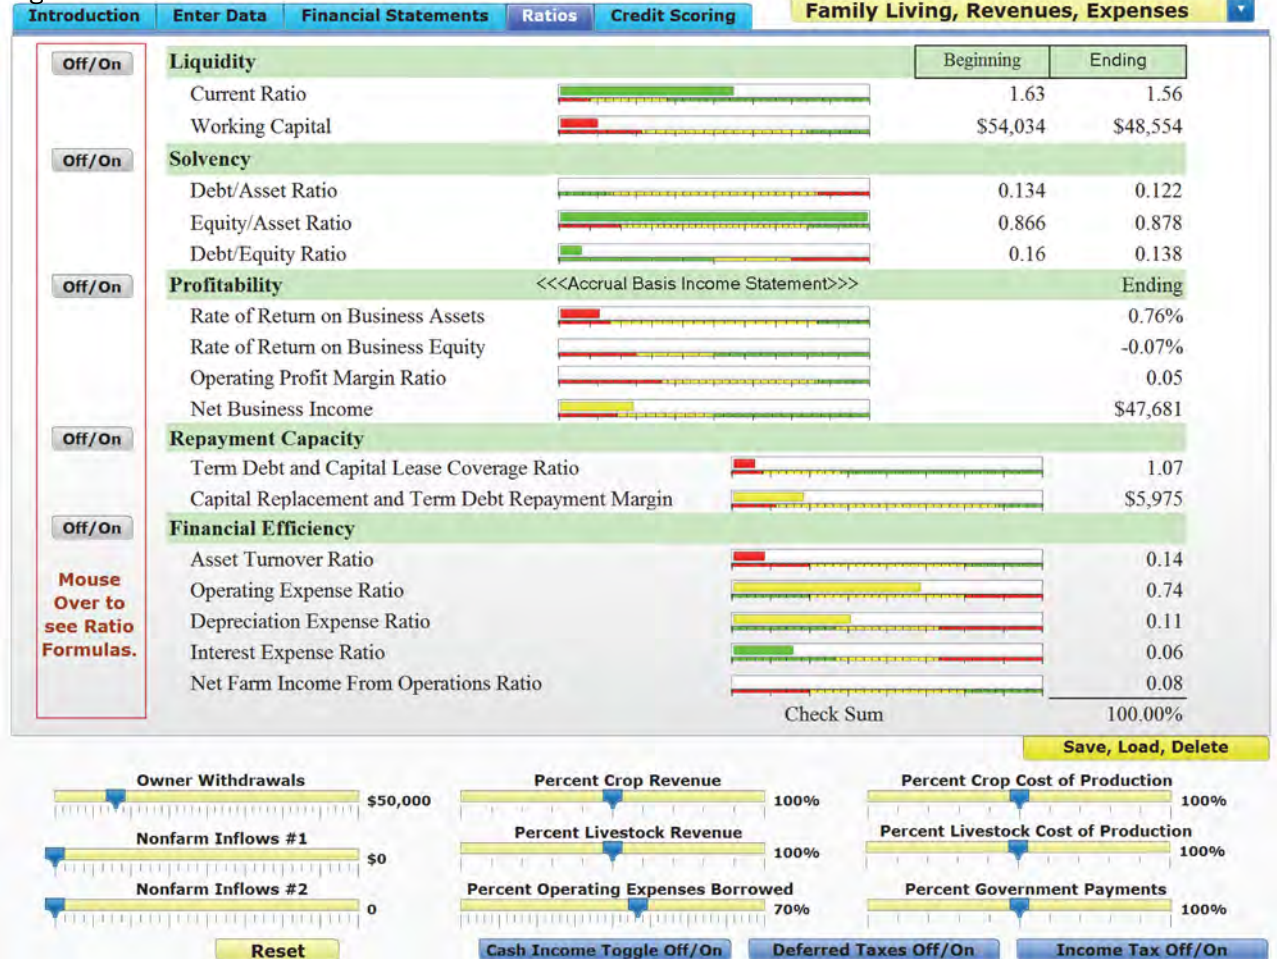 Introduction Enter Data Financial Statements Ratios Credit Scoring Family Living, Revenues, Expenses
Off/On Liquidity Beginning Ending
Current Ratio 1.63 1.56
Working Capital $54,034 $48,554
Off/On Solvency
Debt/Asset Ratio 0.134 0.122
Equity/Asset Ratio 0.866 0.878
Debt/Equity Ratio 0.16 0.138
Off/On Profitability <<<Accrual Basis Income Statement>>> Ending
Rate of Return on Business Assets 0.76%
Rate of Return on Business Equity -0.07%
Operating Profit Margin Ratio 0.05
Net Business Income $47,681
Off/On Repayment Capacity
Term Debt and Capital Lease Coverage Ratio 1.07
Capital Replacement and Term Debt Repayment Margin $5,975
Off/On Financial Efficiency
Asset Turnover Ratio 0.14
Mouse
Over to
see Ratio
Formulas.
Operating Expense Ratio 0.74
Depreciation Expense Ratio 0.11
Interest Expense Ratio 0.06
Net Farm Income From Operations Ratio 0.08
Check Sum 100.00%
Save, Load, Delete
Owner Withdrawals Percent Crop Revenue Percent Crop Cost of Production
$50,000 100% 100%
Nonfarm Inflows #1 Percent Livestock Revenue Percent Livestock Cost of Production
$0 100% 100%
Nonfarm Inflows #2 Percent Operating Expenses Borrowed Percent Government Payments
0 70% 100%
Reset Cash Income Toggle Off/On Deferred Taxes Off/On Income Tax Off/On